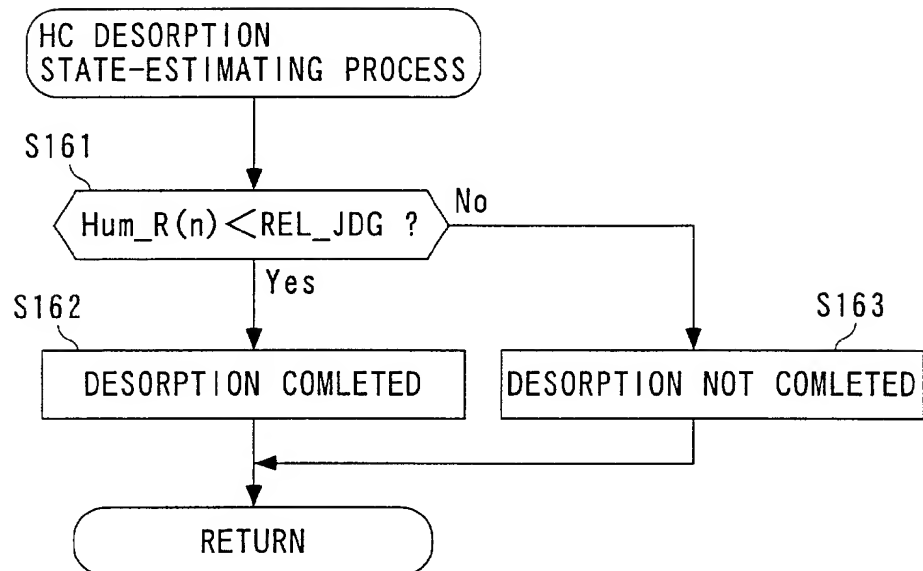 HC DESORPTION
STATE-ESTIMATING PROCESS
S161
Hum_R(n)<REL_JDG ?
No
Yes
S162
S163
DESORPTION COMLETED
DESORPTION NOT COMLETED
RETURN